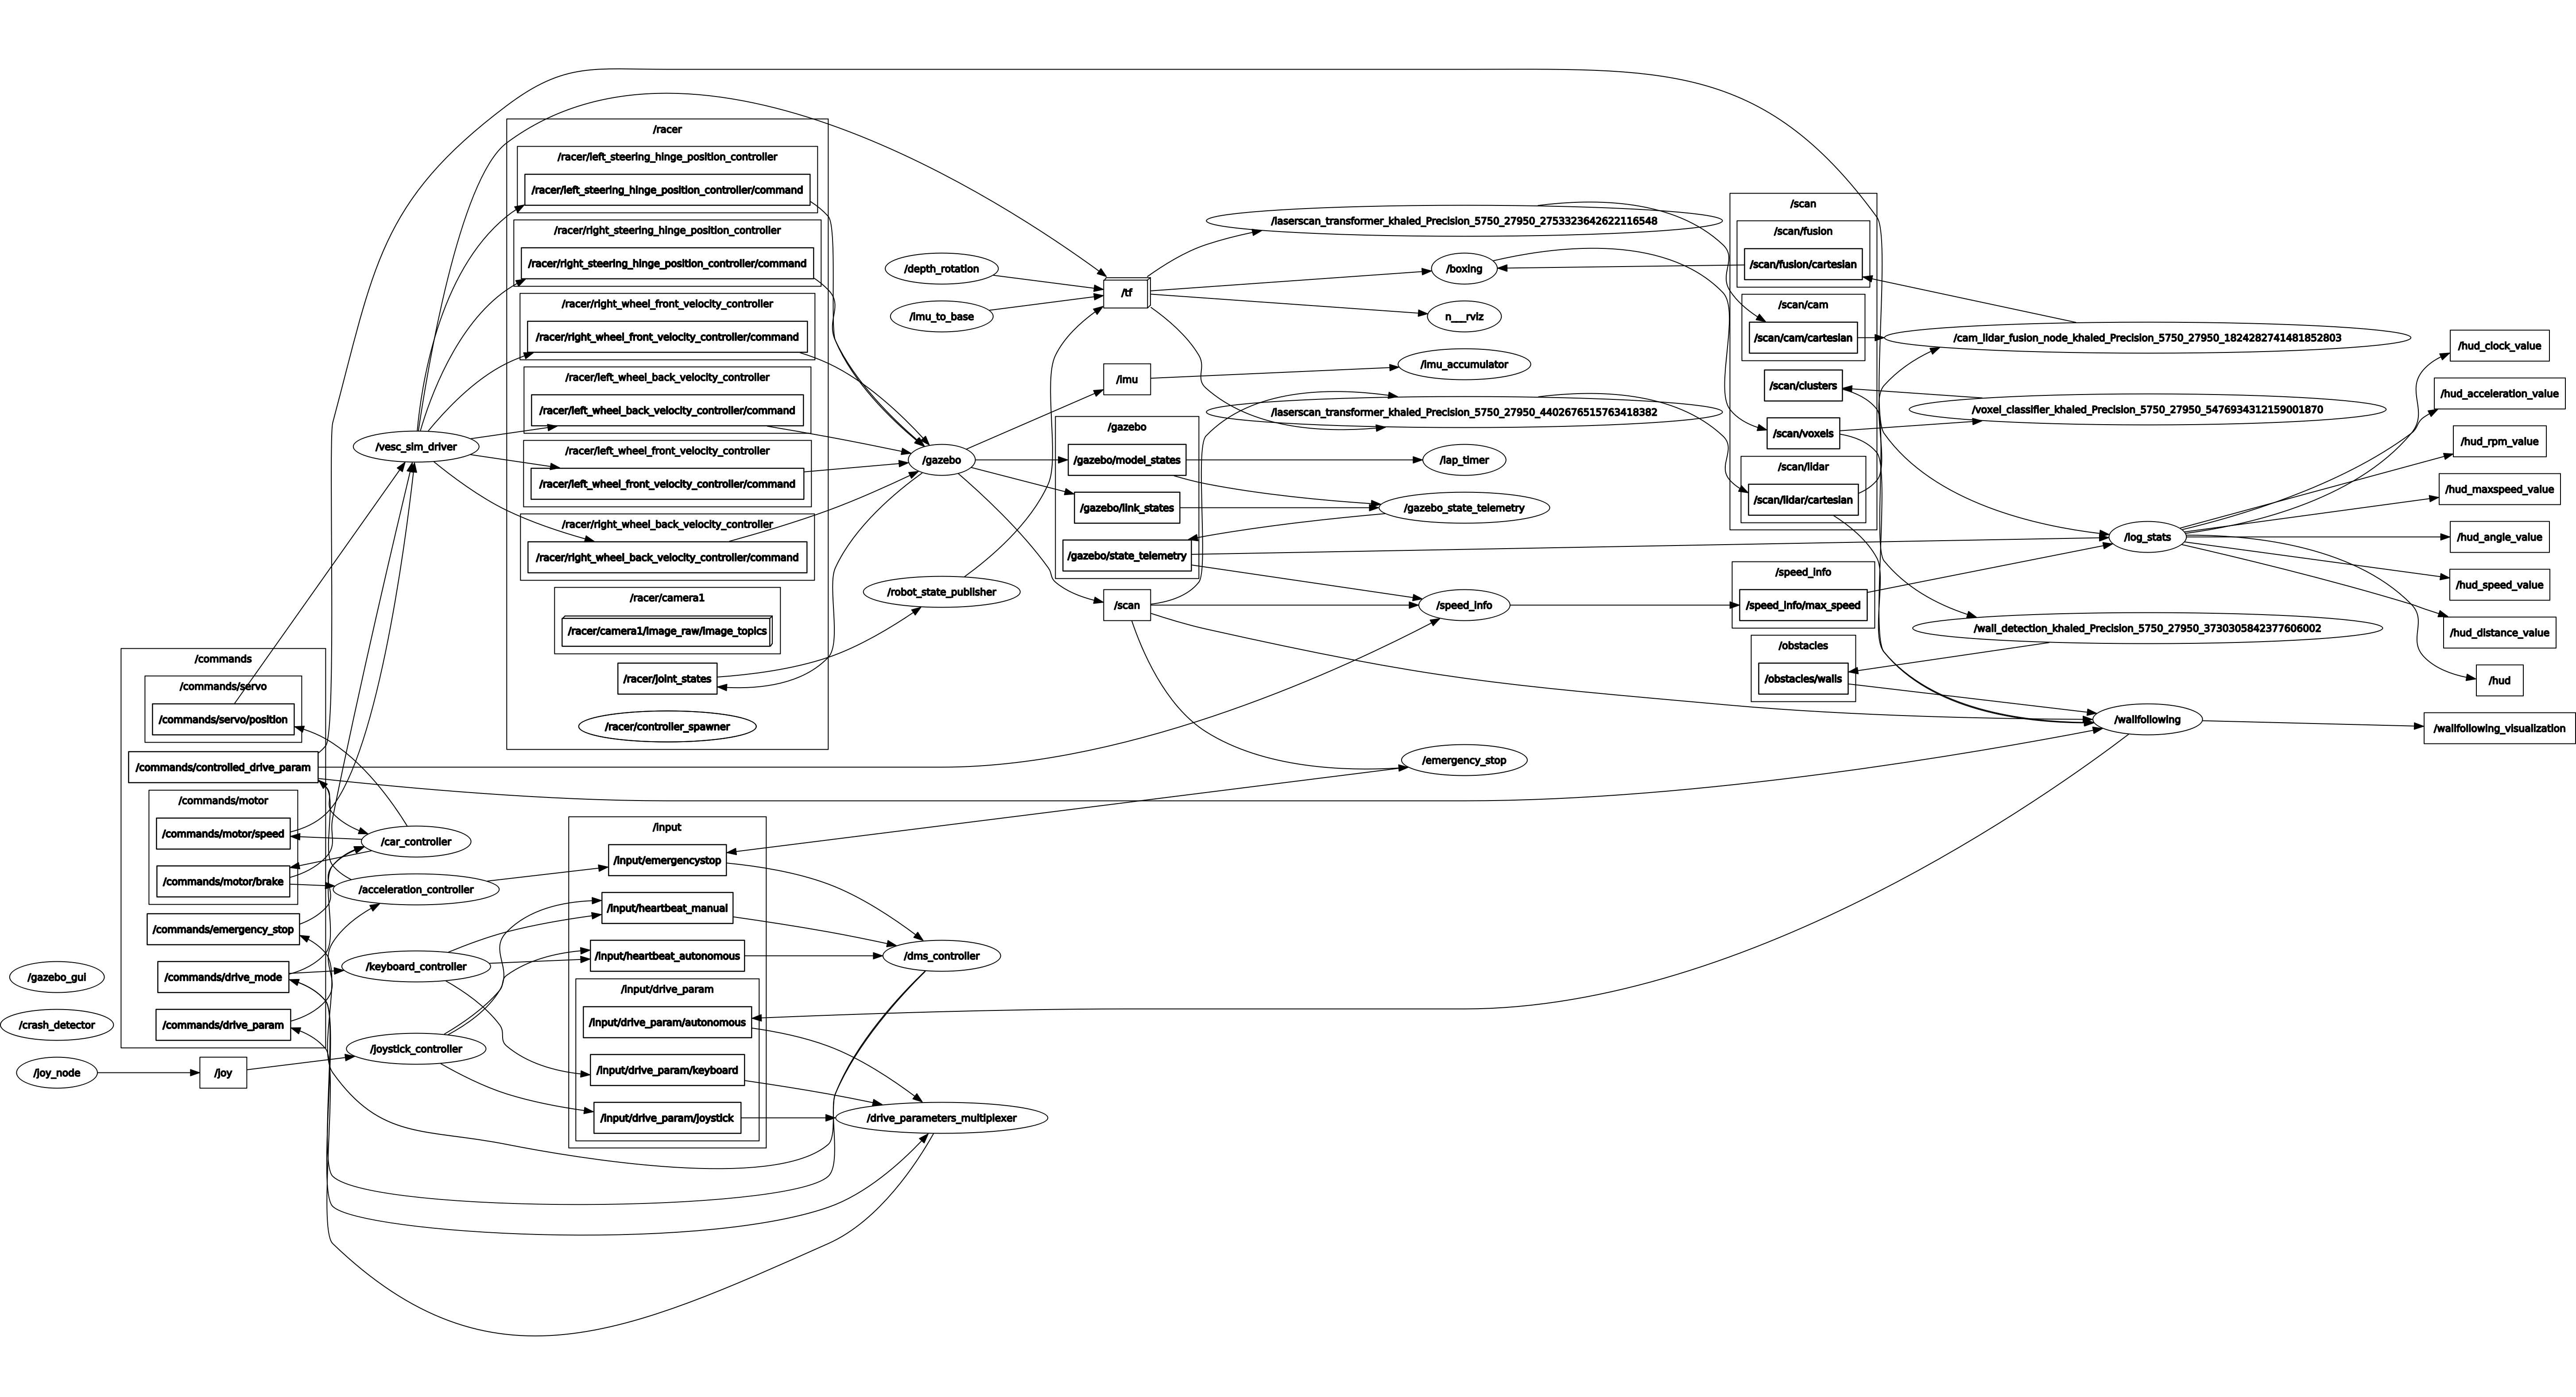 /gazebo_gui
/crash_detector
/joy_node
/commands
/commands/servo
/commands/servo/position
/commands/controlled_drive_param
/commands/motor
/commands/motor/speed
/commands/motor/brake
/commands/emergency_stop
/commands/drive_mode
/commands/drive_param
/joy
/vesc_sim_driver
/car_controller
/acceleration_controller
/keyboard_controller
/joystick_controller
/racer
/racer/left_steering_hinge_position_controller
/racer/left_steering_hinge_position_controller/command
/racer/right_steering_hinge_position_controller
/racer/right_steering_hinge_position_controller/command
/racer/right_wheel_front_velocity_controller
/racer/right_wheel_front_velocity_controller/command
/racer/left_wheel_back_velocity_controller
/racer/left_wheel_back_velocity_controller/command
/racer/left_wheel_front_velocity_controller
/racer/left_wheel_front_velocity_controller/command
/racer/right_wheel_back_velocity_controller
/racer/right_wheel_back_velocity_controller/command
/racer/camera1
/racer/camera1/image_raw/image_topics
/racer/joint_states
/racer/controller_spawner
/input
/input/emergencystop
/input/heartbeat_manual
/input/heartbeat_autonomous
/input/drive_param
/input/drive_param/autonomous
/input/drive_param/keyboard
/input/drive_param/joystick
/depth_rotation
/imu_to_base
/gazebo
/robot_state_publisher
/dms_controller
/drive_parameters_multiplexer
/tf
/imu
/gazebo
/gazebo/model_states
/gazebo/link_states
/gazebo/state_telemetry
/scan
/laserscan_transformer_khaled_Precision_5750_27950_2753323642622116548
/boxing
n__rviz
/imu_accumulator
/laserscan_transformer_khaled_Precision_5750_27950_4402676515763418382
/lap_timer
/gazebo_state_telemetry
/speed_info
/emergency_stop
/scan
/scan/fusion
/scan/fusion/cartesian
/scan/cam
/scan/cam/cartesian
/scan/clusters
/scan/voxels
/scan/lidar
/scan/lidar/cartesian
/speed_info
/speed_info/max_speed
/obstacles
/obstacles/walls
/cam_lidar_fusion_node_khaled_Precision_5750_27950_1824282741481852803
/voxel_classifier_khaled_Precision_5750_27950_5476934312159001870
/log_stats
/wall_detection_khaled_Precision_5750_27950_3730305842377606002
/wallfollowing
/hud_clock_value
/hud_acceleration_value
/hud_rpm_value
/hud_maxspeed_value
/hud_angle_value
/hud_speed_value
/hud_distance_value
/hud
/wallfollowing_visualization